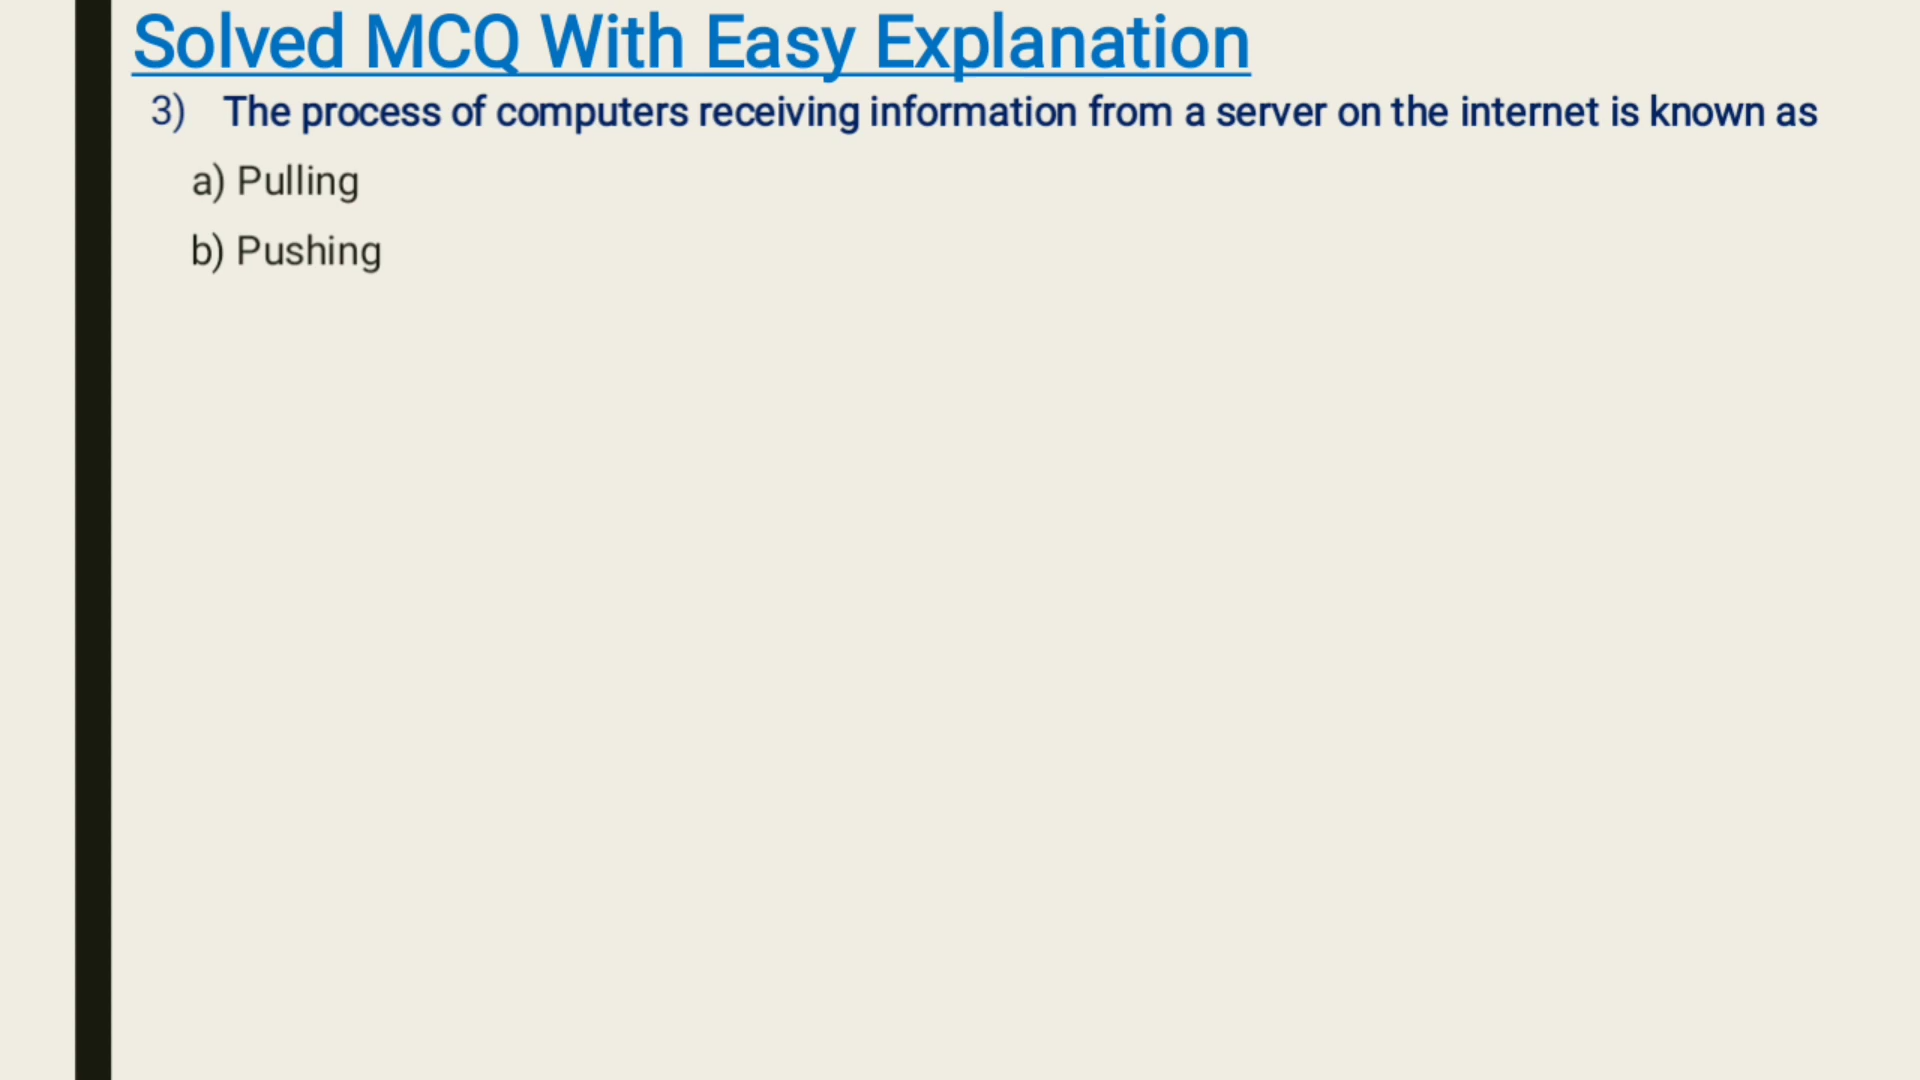 Solved MCQ With Easy Explanation
3) The process of computers receiving information from a server on the internet is known as
a) Pulling
b) Pushing